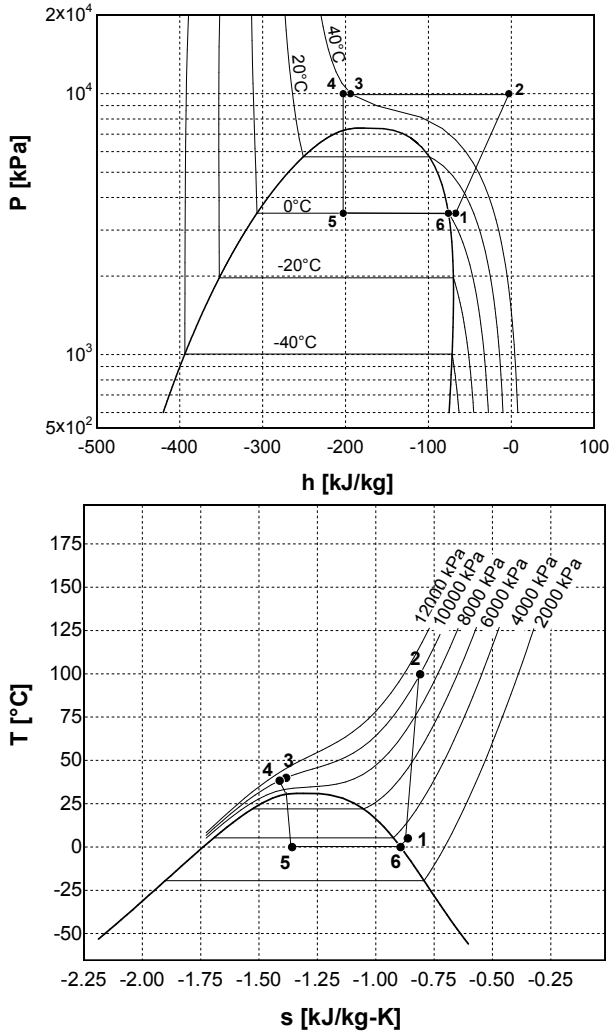 2x10⁴
10⁴
10³
5x10²
P [kPa]
40°C
20°C
4
3
2
0°C
5
6
1
-20°C
-40°C
-500
-400
-300
-200
-100
-0
100
h [kJ/kg]
175
150
125
100
75
50
25
0
-25
-50
T [°C]
12000 kPa
10000 kPa
8000 kPa
6000 kPa
4000 kPa
2000 kPa
2
3
4
1
5
6
-2.25
-2.00
-1.75
-1.50
-1.25
-1.00
-0.75
-0.50
-0.25
s [kJ/kg-K]